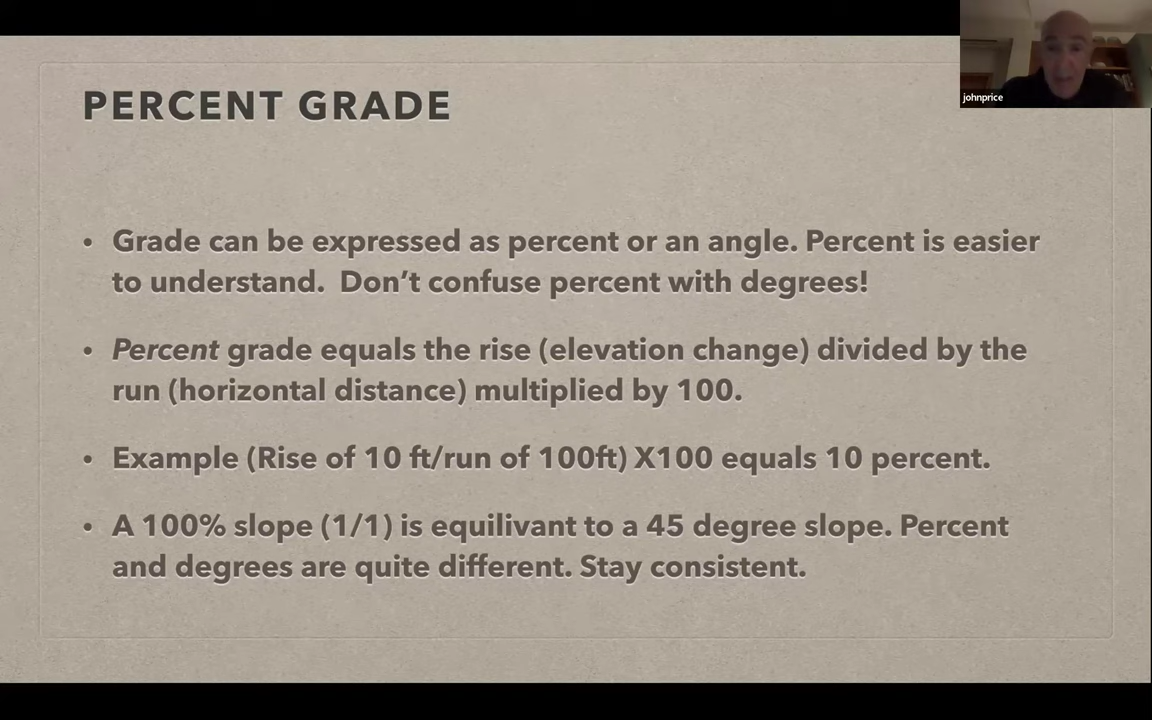 PERCENT GRADE
johnprice
• Grade can be expressed as percent or an angle. Percent is easier
to understand.  Don’t confuse percent with degrees!
• Percent grade equals the rise (elevation change) divided by the
run (horizontal distance) multiplied by 100.
• Example (Rise of 10 ft/run of 100ft) X100 equals 10 percent.
• A 100% slope (1/1) is equilivant to a 45 degree slope. Percent
and degrees are quite different. Stay consistent.